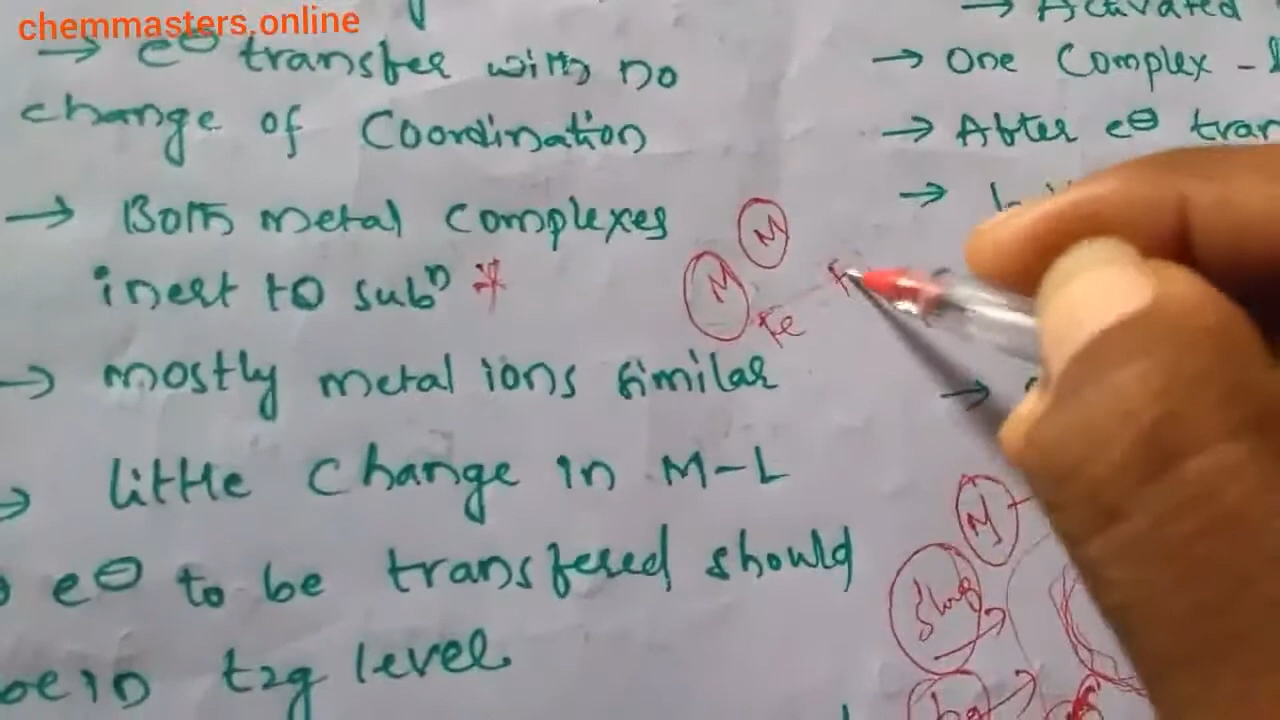 chemmasters.online
→ e⊖ transfer with no
change of Coordination
→ Both metal complexes
inert to subⁿ *
→ mostly metal ions similar
→ little change in M-L
e⊖ to be transfered should
be in t2g level
→ Activated
→ One Complex -
→ After e⊖ tran
→
M
M
Fe
→
M